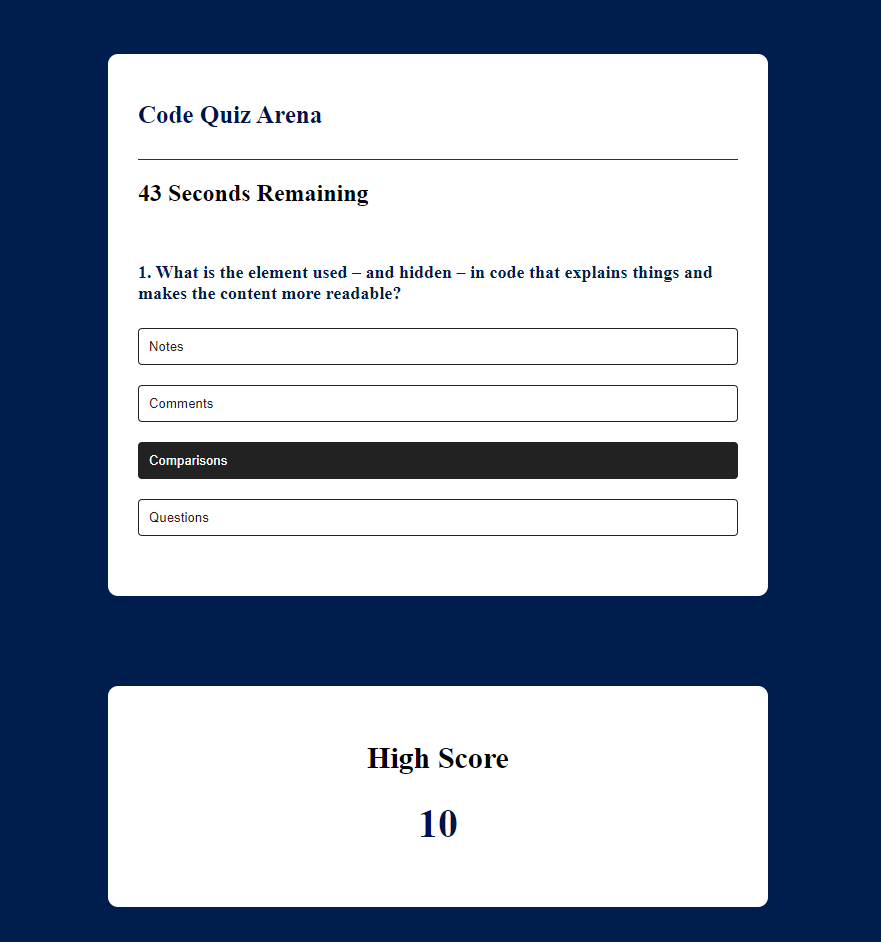 Code Quiz Arena
43 Seconds Remaining
1. What is the element used – and hidden – in code that explains things and
makes the content more readable?
Notes
Comments
Comparisons
Questions
High Score
10